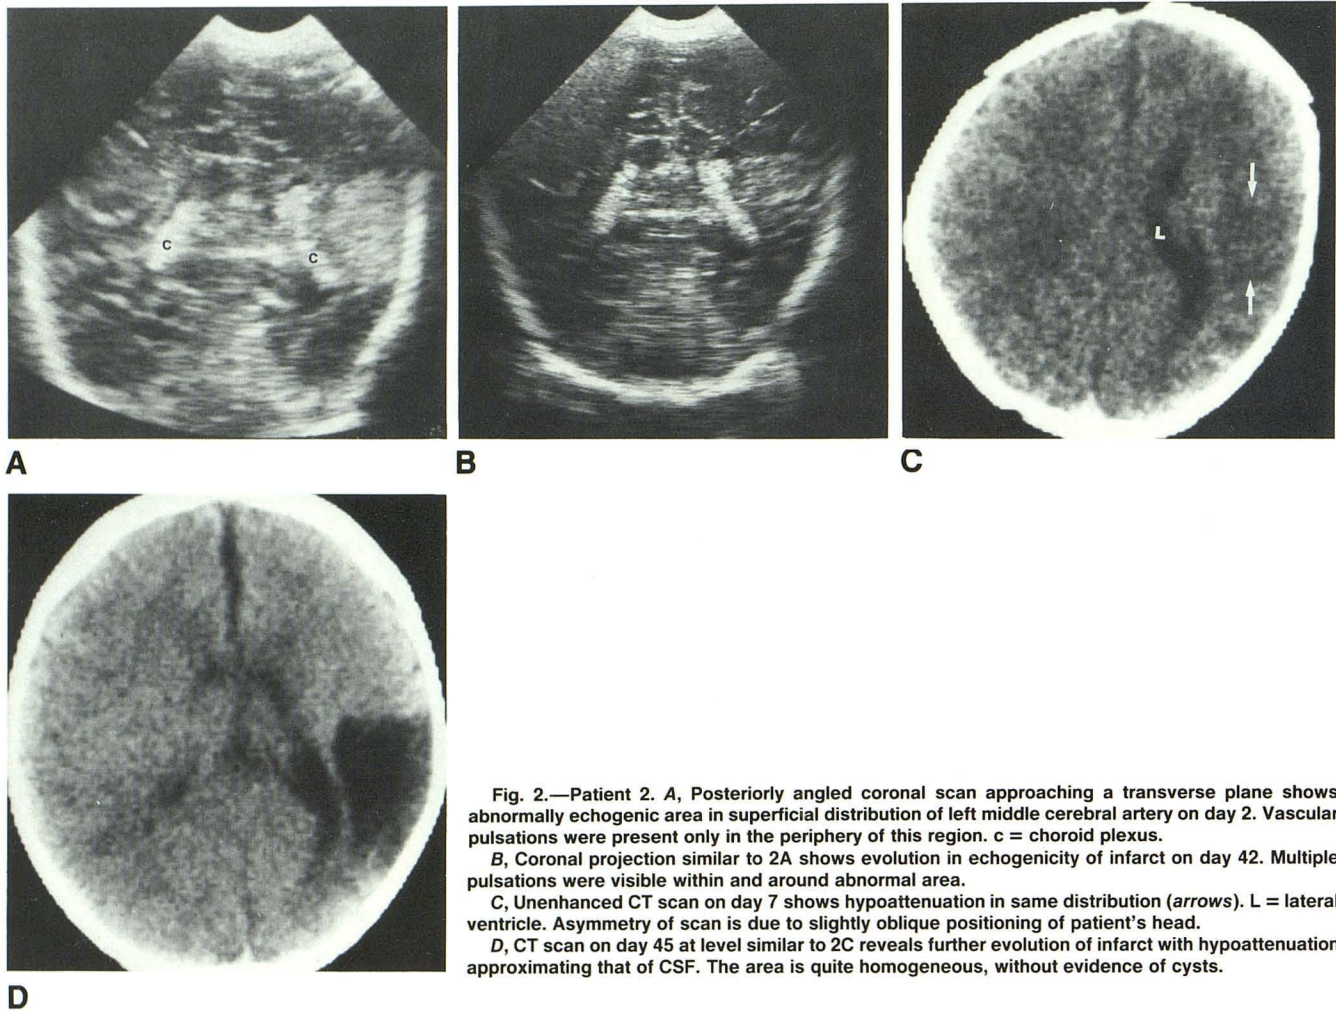 c
c
L
A
B
C
D
Fig. 2.—Patient 2. A, Posteriorly angled coronal scan approaching a transverse plane shows
abnormally echogenic area in superficial distribution of left middle cerebral artery on day 2. Vascular
pulsations were present only in the periphery of this region. c = choroid plexus.
B, Coronal projection similar to 2A shows evolution in echogenicity of infarct on day 42. Multiple
pulsations were visible within and around abnormal area.
C, Unenhanced CT scan on day 7 shows hypoattenuation in same distribution (arrows). L = lateral
ventricle. Asymmetry of scan is due to slightly oblique positioning of patient's head.
D, CT scan on day 45 at level similar to 2C reveals further evolution of infarct with hypoattenuation
approximating that of CSF. The area is quite homogeneous, without evidence of cysts.